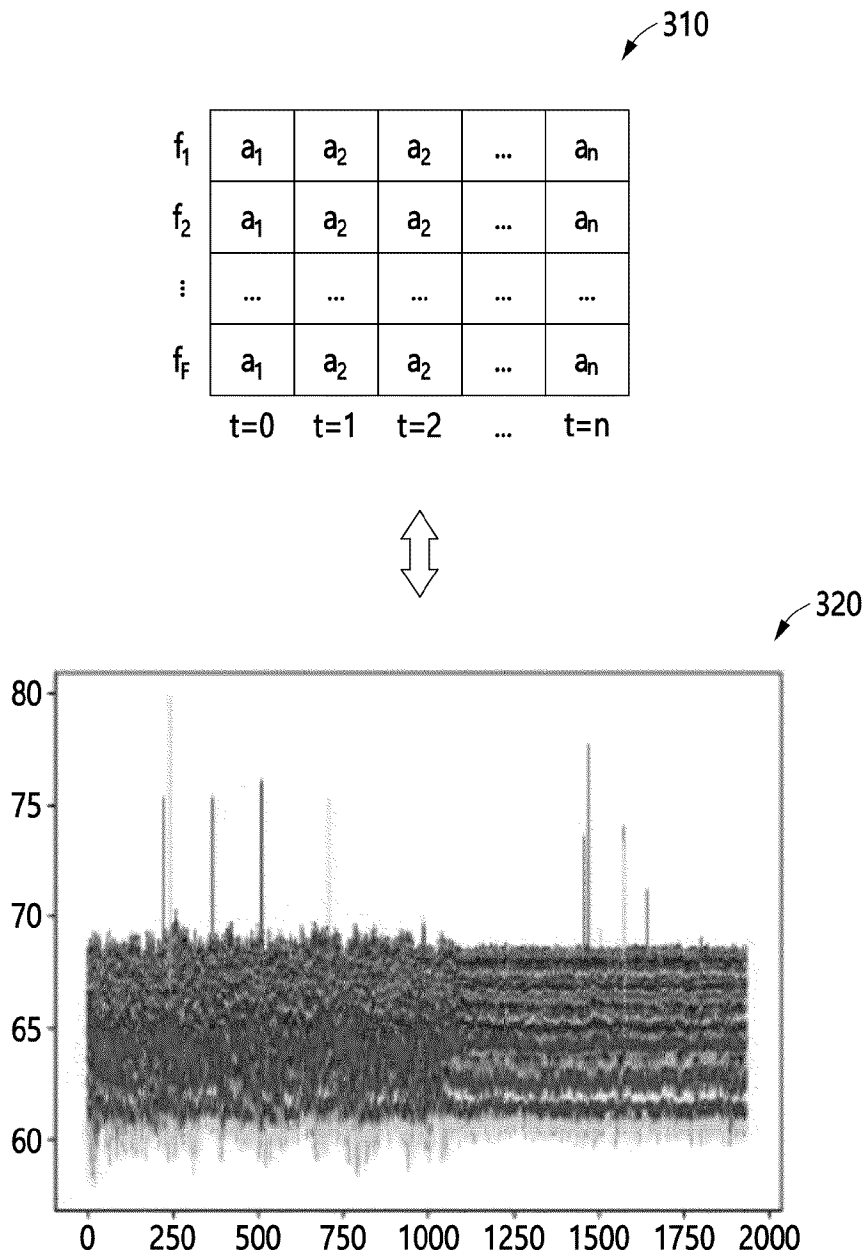 310
f₁ a₁ a₂ a₂ ... aₙ
f₂ a₁ a₂ a₂ ... aₙ
⋮ ... ... ... ... ...
f_F a₁ a₂ a₂ ... aₙ
t=0 t=1 t=2 ... t=n
320
80
75
70
65
60
0 250 500 750 1000 1250 1500 1750 2000